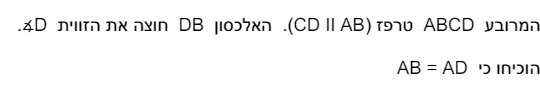 המרובע ABCD טרפז (CD II AB). האלכסון DB חוצה את הזווית D∡.
הוכיחו כי AB = AD